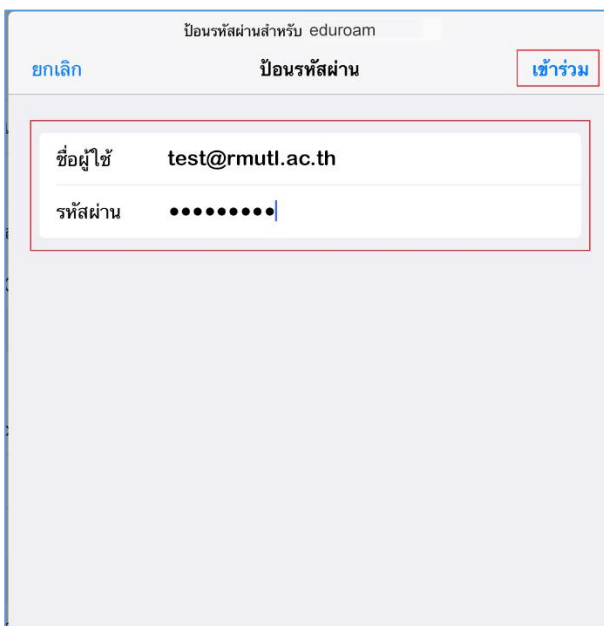 ป้อนรหัสผ่านสำหรับ eduroam
ยกเลิก ป้อนรหัสผ่าน เข้าร่วม
ชื่อผู้ใช้ test@rmutl.ac.th
รหัสผ่าน •••••••••